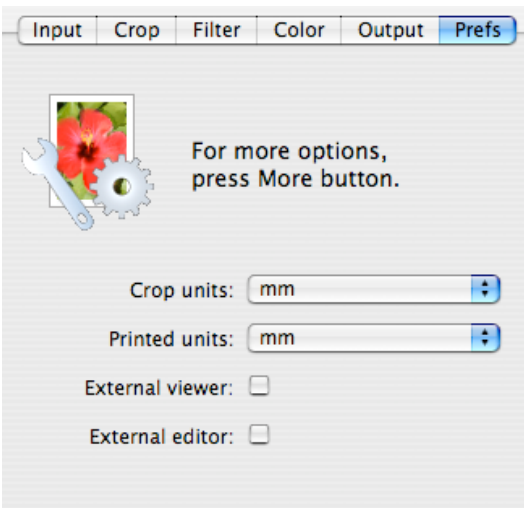 Input Crop Filter Color Output Prefs
For more options,
press More button.
Crop units: mm
Printed units: mm
External viewer:
External editor: